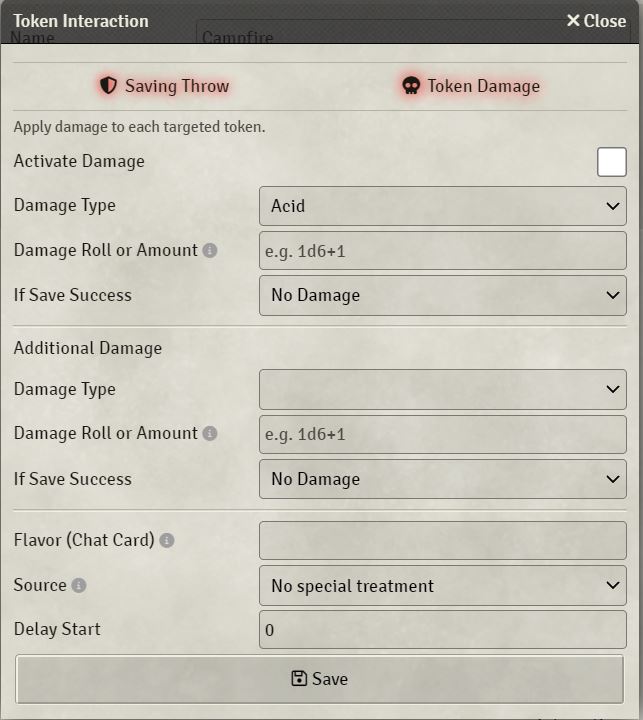 Token Interaction
Close
Name
Campfire
Saving Throw
Token Damage
Apply damage to each targeted token.
Activate Damage
Damage Type
Acid
Damage Roll or Amount
e.g. 1d6+1
If Save Success
No Damage
Additional Damage
Damage Type
Damage Roll or Amount
e.g. 1d6+1
If Save Success
No Damage
Flavor (Chat Card)
Source
No special treatment
Delay Start
0
Save